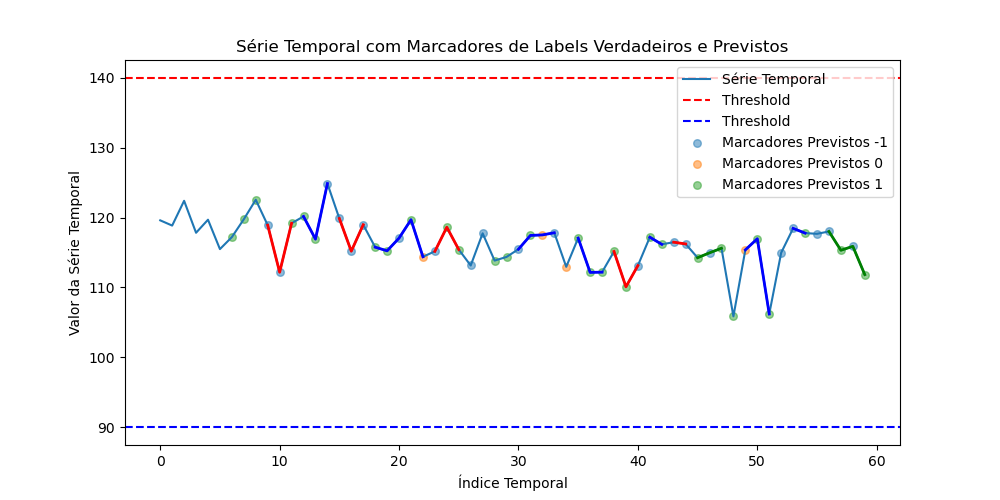 Série Temporal com Marcadores de Labels Verdadeiros e Previstos
Valor da Série Temporal
140
130
120
110
100
90
Série Temporal
Threshold
Threshold
Marcadores Previstos -1
Marcadores Previstos 0
Marcadores Previstos 1
0 10 20 30 40 50 60
Índice Temporal